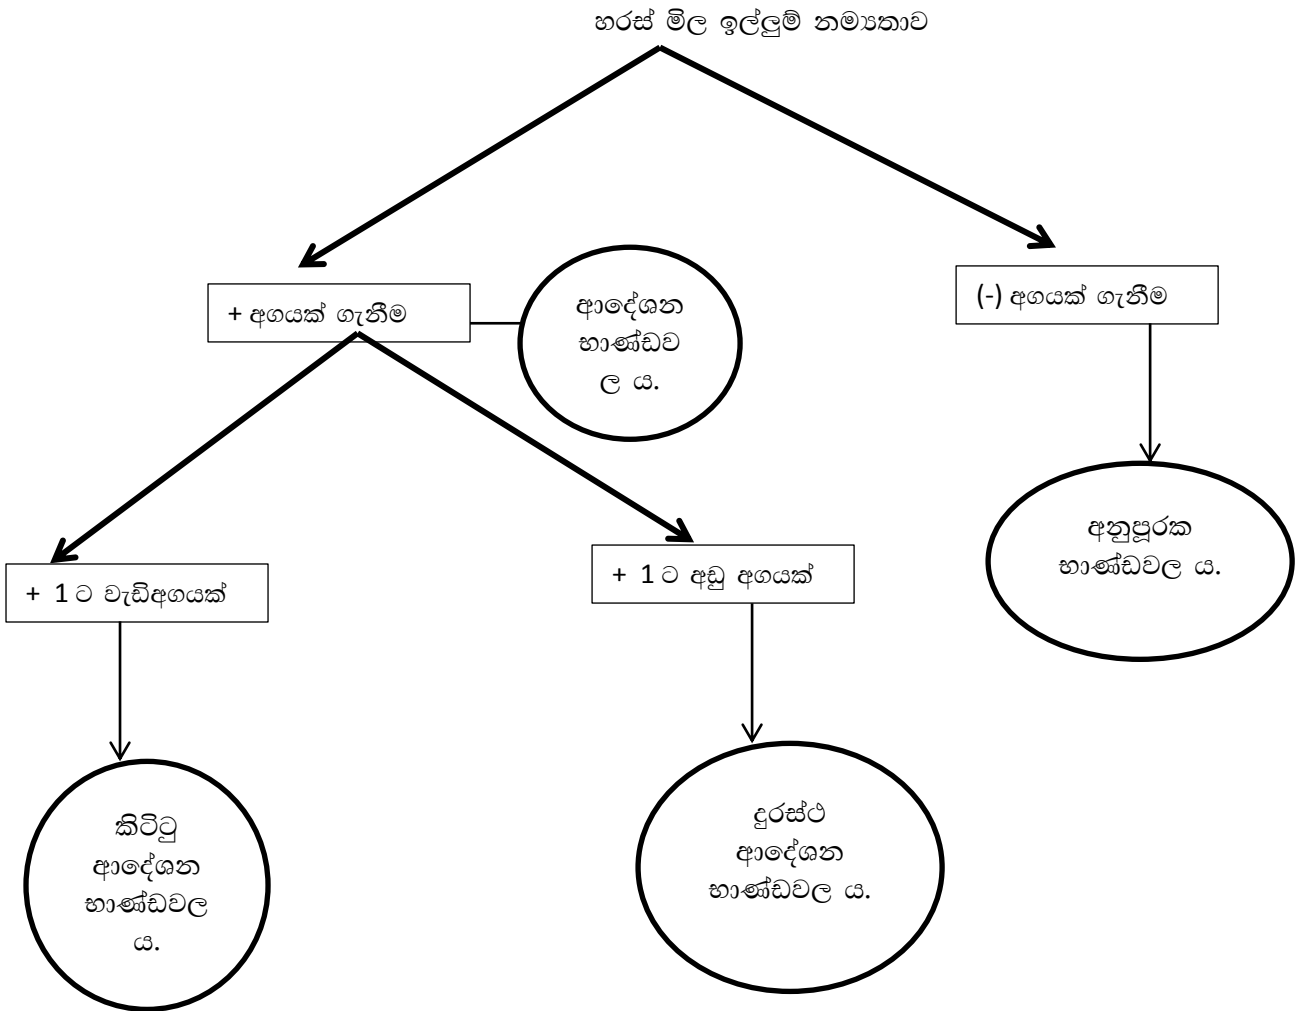 හරස් මිල ඉල්ලුම් නම්‍යතාව
+ අගයක් ගැනීම
ආදේශන
භාණ්ඩව
ල ය.
(-) අගයක් ගැනීම
අනුපූරක
භාණ්ඩවල ය.
+ 1 ට වැඩිඅගයක්
+ 1 ට අඩු අගයක්
කිට්ටු
ආදේශන
භාණ්ඩවල
ය.
දුරස්ථ
ආදේශන
භාණ්ඩවල ය.